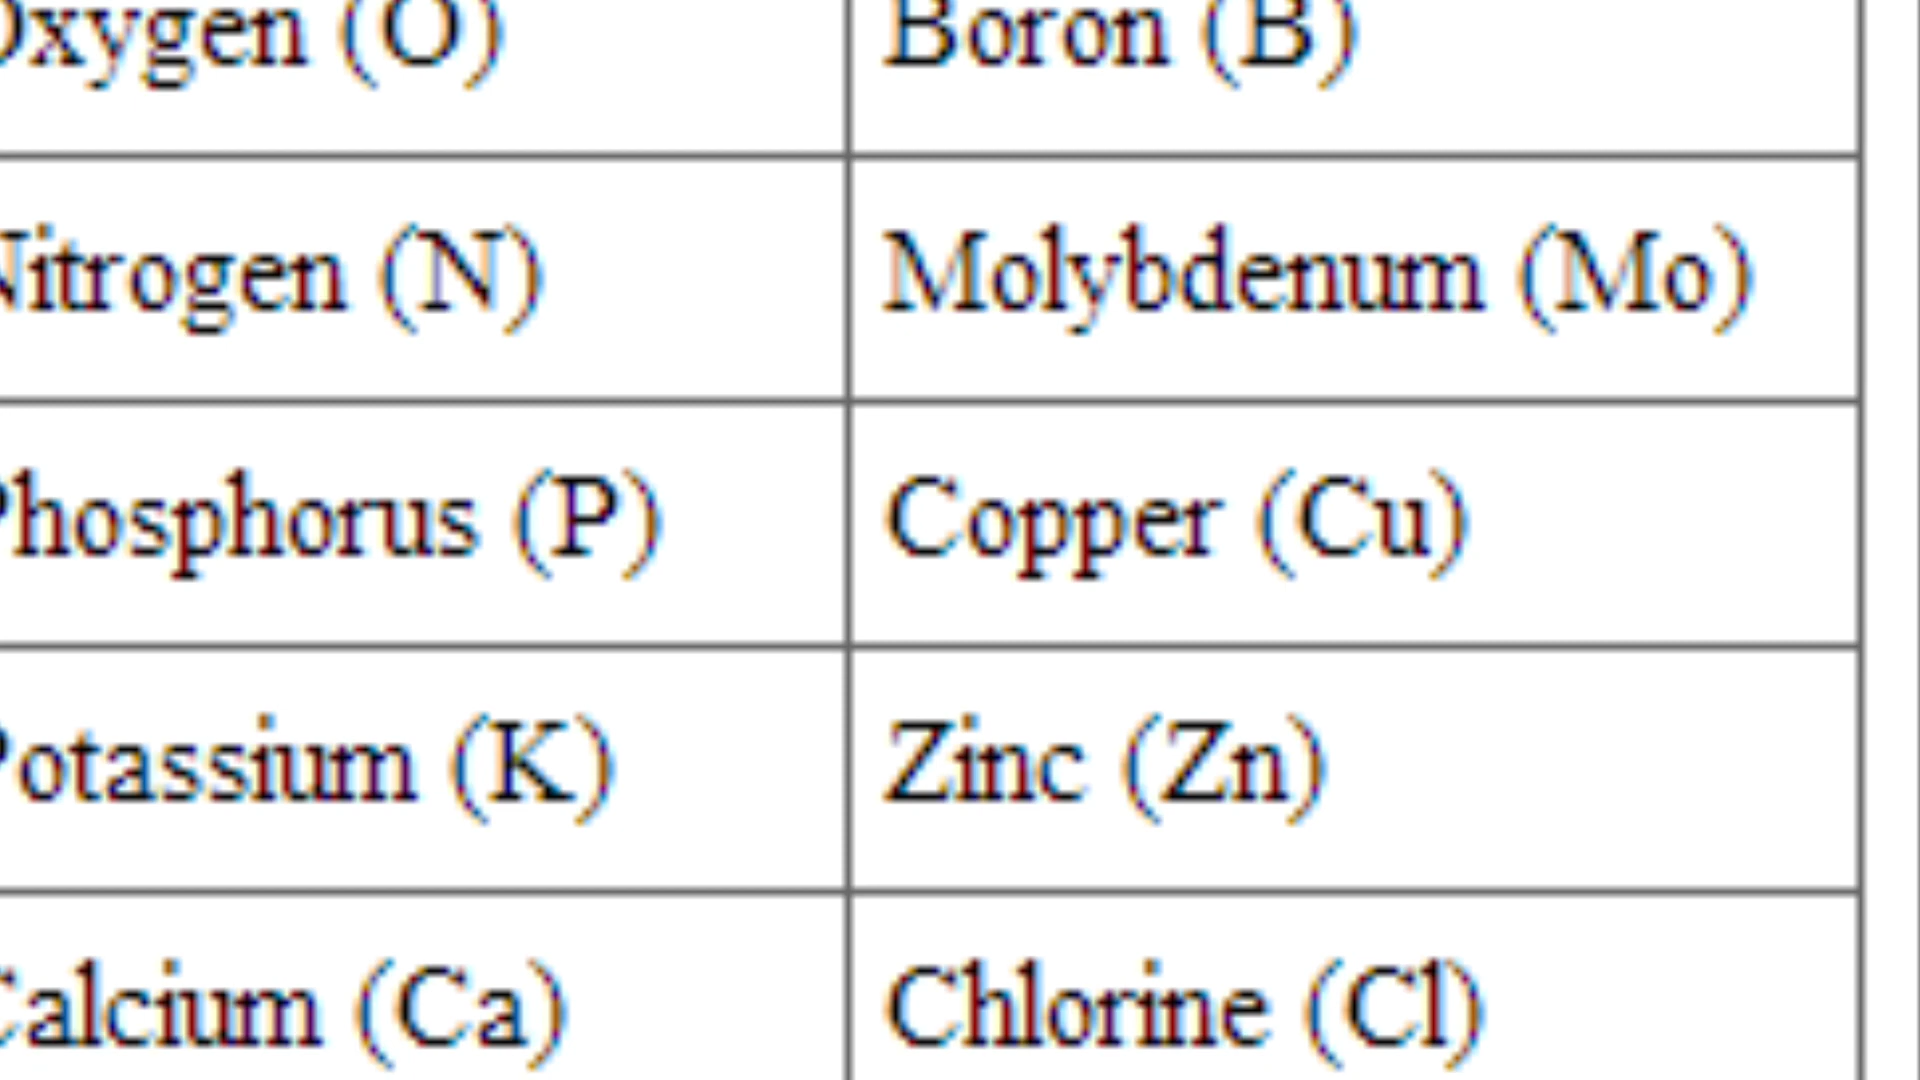 Oxygen (O) Boron (B)
Nitrogen (N) Molybdenum (Mo)
Phosphorus (P) Copper (Cu)
Potassium (K) Zinc (Zn)
Calcium (Ca) Chlorine (Cl)